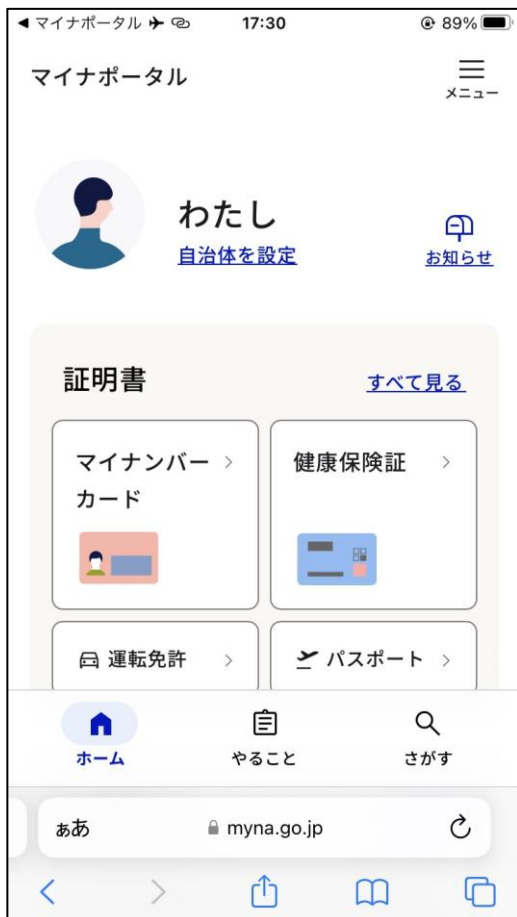 マイナポータル
17:30
89%
マイナポータル
メニュー
わたし
自治体を設定
お知らせ
証明書
すべて見る
マイナンバー
カード
健康保険証
運転免許
パスポート
ホーム
やること
さがす
ぁあ
myna.go.jp